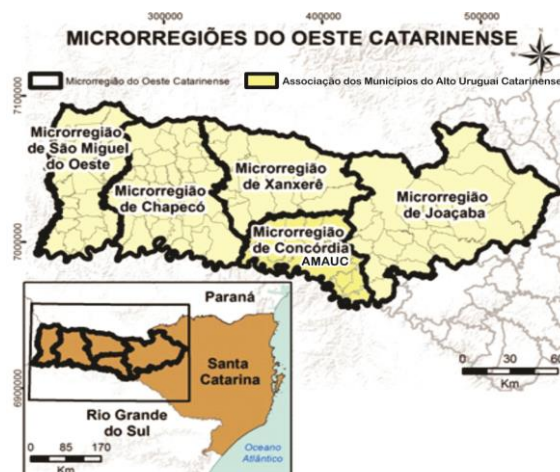 300000 400000 500000
MICRORREGIÕES DO OESTE CATARINENSE
Microrregião do Oeste Catarinense
Associação dos Municípios do Alto Uruguai Catarinense
7100000
7000000
6900000
Microrregião
de São Miguel
do Oeste
Microrregião
de Chapecó
Microrregião
de Xanxerê
Microrregião
de Concórdia
AMAUC
Microrregião
de Joaçaba
0 30 60
Km
Paraná
Santa
Catarina
Rio Grande
do Sul
0 85 170
Km
Oceano
Atlântico